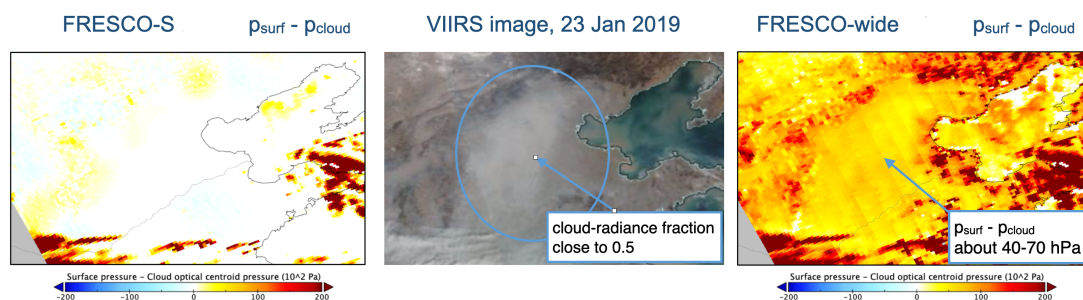 FRESCO-S psurf - pcloud
VIIRS image, 23 Jan 2019
FRESCO-wide psurf - pcloud
cloud-radiance fraction
close to 0.5
psurf - pcloud
about 40-70 hPa
Surface pressure - Cloud optical centroid pressure (10^2 Pa)
-200 -100 0 100 200
Surface pressure - Cloud optical centroid pressure (10^2 Pa)
-200 -100 0 100 200